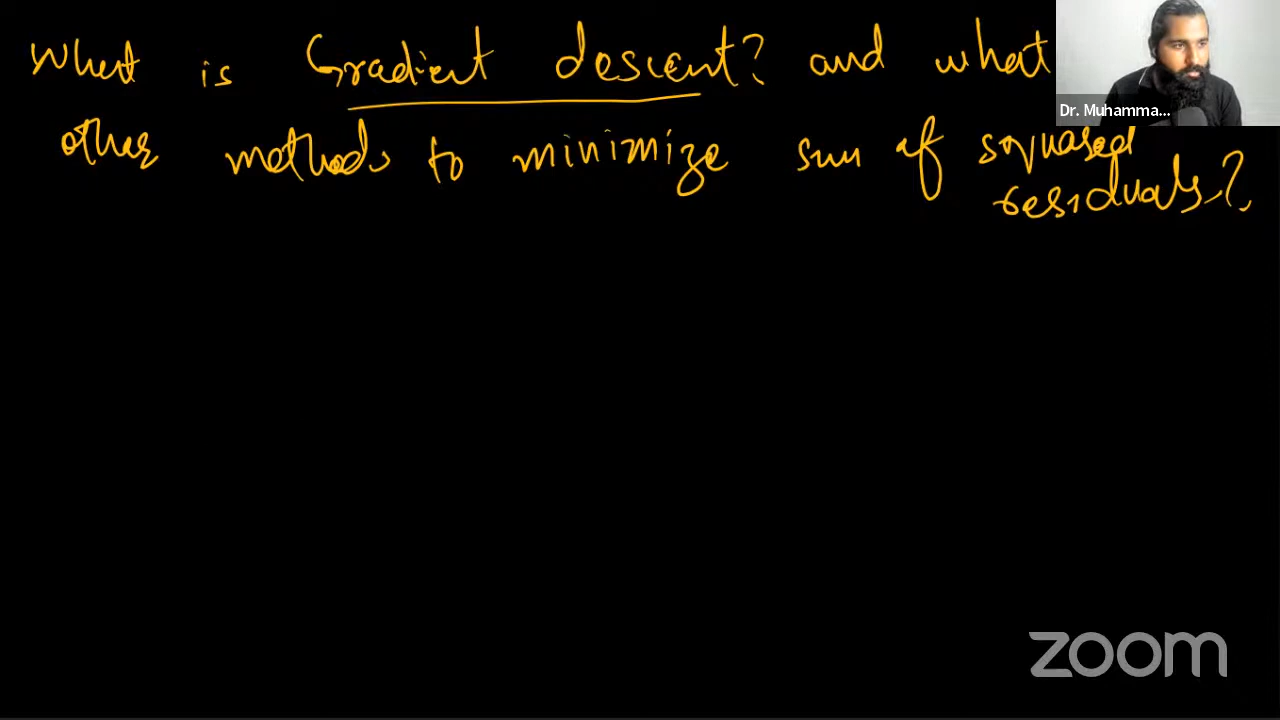 What is Gradient descent? and what
other methods to minimize sum of squared
residuals?
Dr. Muhamma...
zoom